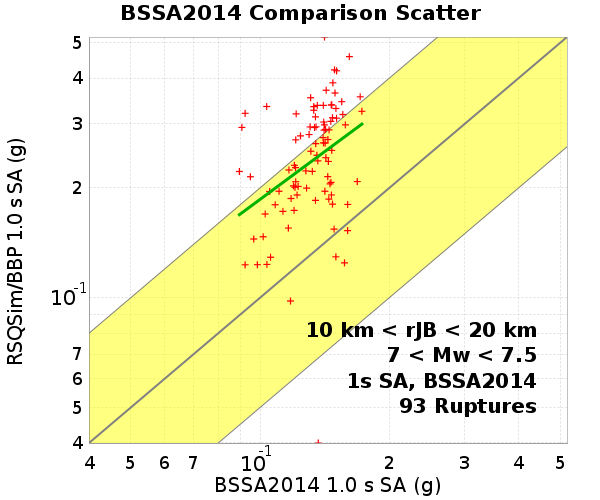 BSSA2014 Comparison Scatter
RSQSim/BBP 1.0 s SA (g)
5
4
3
2
10⁻¹
7
6
5
4
10 km < rJB < 20 km
7 < Mw < 7.5
1s SA, BSSA2014
93 Ruptures
4 5 6 7 10⁻¹ 2 3 4 5
BSSA2014 1.0 s SA (g)